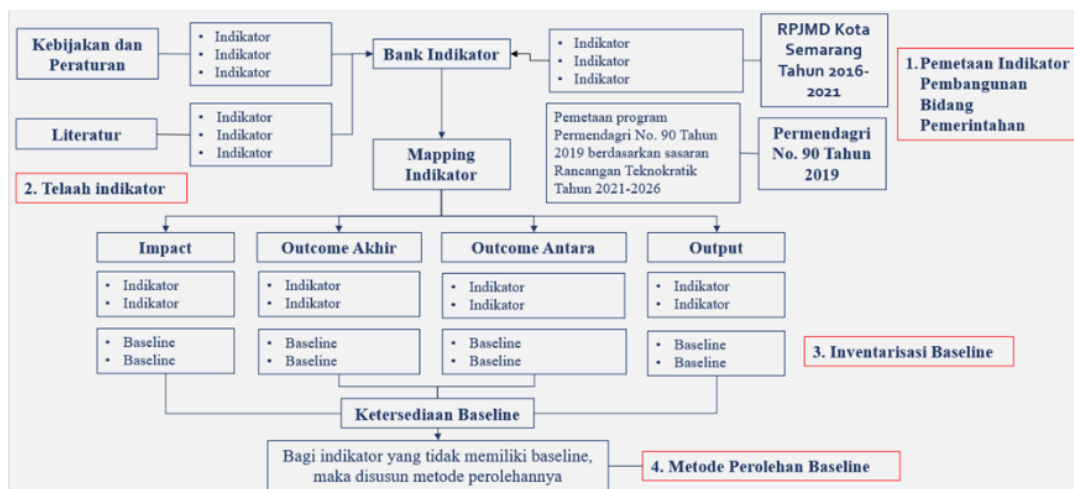 Kebijakan dan
Peraturan
• Indikator
• Indikator
• Indikator
Bank Indikator
• Indikator
• Indikator
• Indikator
RPJMD Kota
Semarang
Tahun 2016-
2021
1. Pemetaan Indikator
Pembangunan
Bidang
Pemerintahan
Literatur
• Indikator
• Indikator
• Indikator
Mapping
Indikator
Pemetaan program
Permendagri No. 90 Tahun
2019 berdasarkan sasaran
Rancangan Teknokratik
Tahun 2021-2026
Permendagri
No. 90 Tahun
2019
2. Telaah indikator
Impact
Outcome Akhir
Outcome Antara
Output
• Indikator
• Indikator
• Indikator
• Indikator
• Indikator
• Indikator
• Indikator
• Indikator
• Baseline
• Baseline
• Baseline
• Baseline
• Baseline
• Baseline
• Baseline
• Baseline
3. Inventarisasi Baseline
Ketersediaan Baseline
Bagi indikator yang tidak memiliki baseline,
maka disusun metode perolehannya
4. Metode Perolehan Baseline